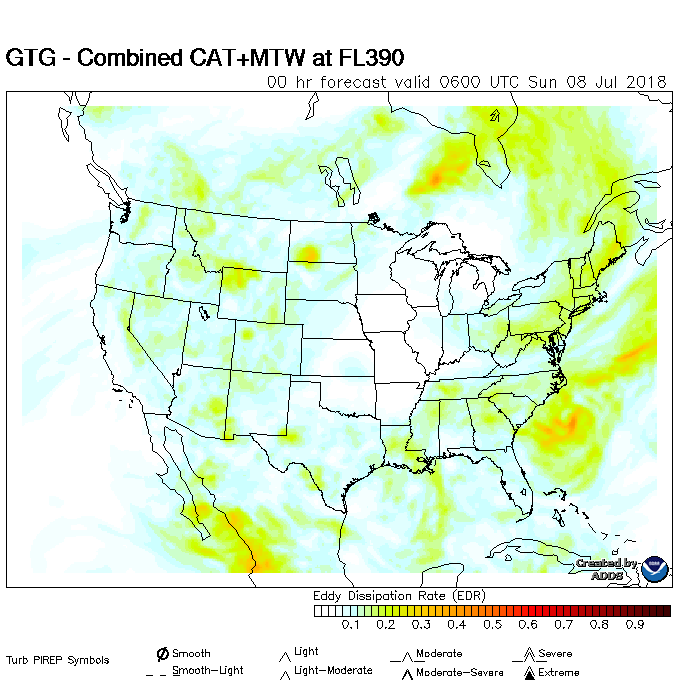 GTG - Combined CAT+MTW at FL390
00 hr forecast valid 0600 UTC Sun 08 Jul 2018
Created by
ADDS
Eddy Dissipation Rate (EDR)
0.1 0.2 0.3 0.4 0.5 0.6 0.7 0.8 0.9
Turb PIREP Symbols
Smooth
Light
Moderate
Severe
Smooth-Light
Light-Moderate
Moderate-Severe
Extreme